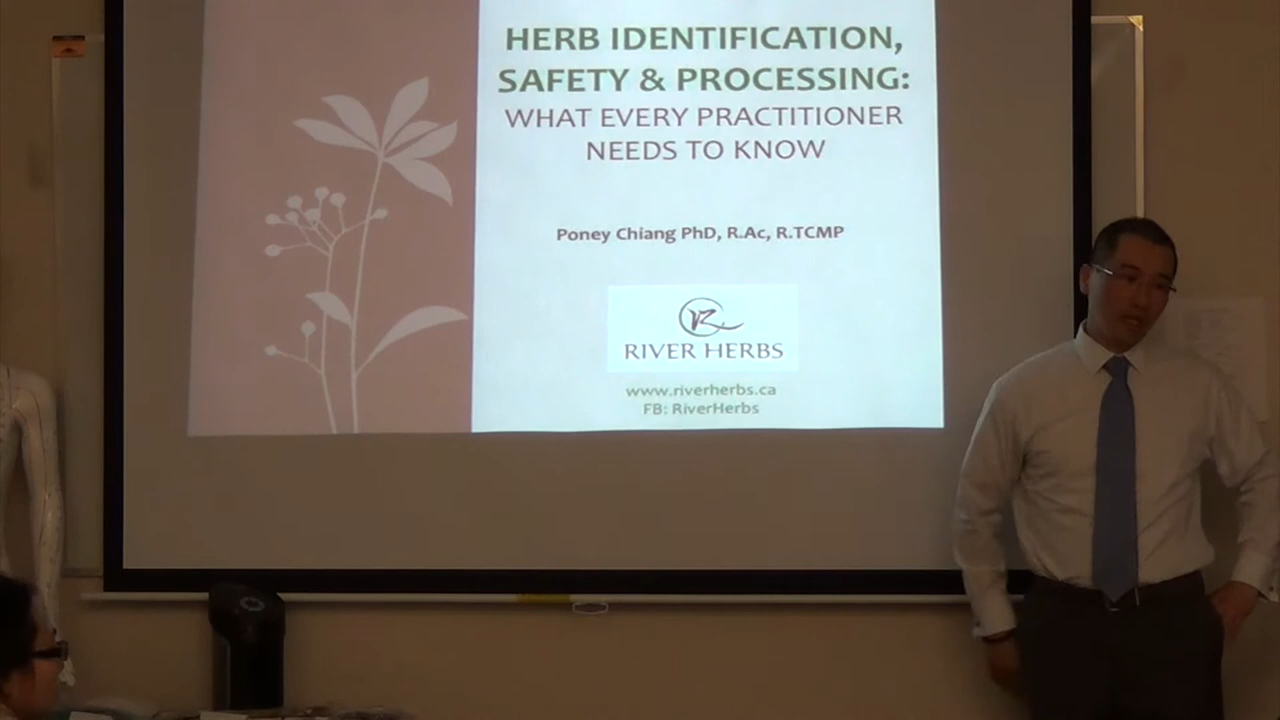 HERB IDENTIFICATION,
SAFETY & PROCESSING:
WHAT EVERY PRACTITIONER
NEEDS TO KNOW
Poney Chiang PhD, R.Ac, R.TCMP
RIVER HERBS
www.riverherbs.ca
FB: RiverHerbs